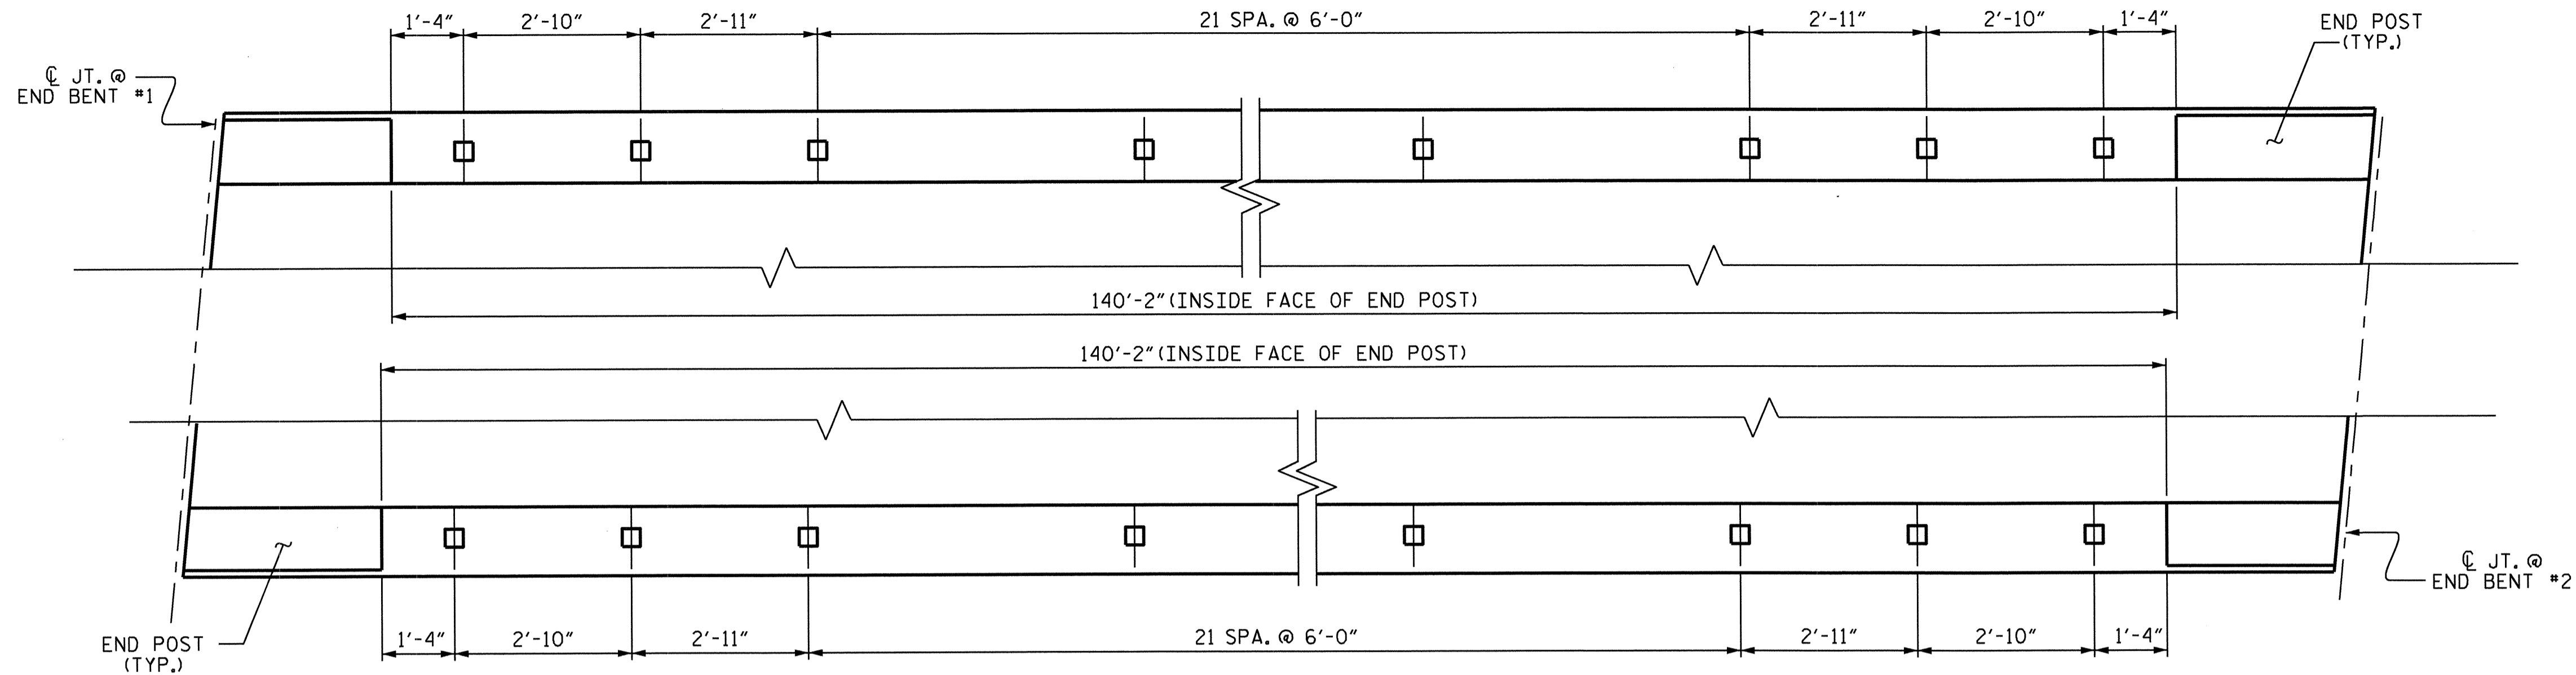 1'-4" 2'-10" 2'-11" 21 SPA. @ 6'-0" 2'-11" 2'-10" 1'-4"
END POST
(TYP.)
℄ JT. @
END BENT #1
140'-2" (INSIDE FACE OF END POST)
140'-2" (INSIDE FACE OF END POST)
℄ JT. @
END BENT #2
END POST
(TYP.)
1'-4" 2'-10" 2'-11" 21 SPA. @ 6'-0" 2'-11" 2'-10" 1'-4"